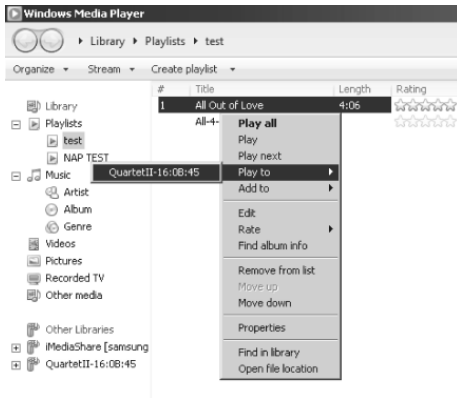 Windows Media Player
Library Playlists test
Organize Stream Create playlist
# Title Length Rating
1 All Out of Love 4:06
All-4-
Library
Playlists
test
NAP TEST
Music
Artist
Album
Genre
Videos
Pictures
Recorded TV
Other media
Other Libraries
iMediaShare [samsung
QuartetII-16:0B:45
QuartetII-16:0B:45
Play all
Play
Play next
Play to
Add to
Edit
Rate
Find album info
Remove from list
Move up
Move down
Properties
Find in library
Open file location